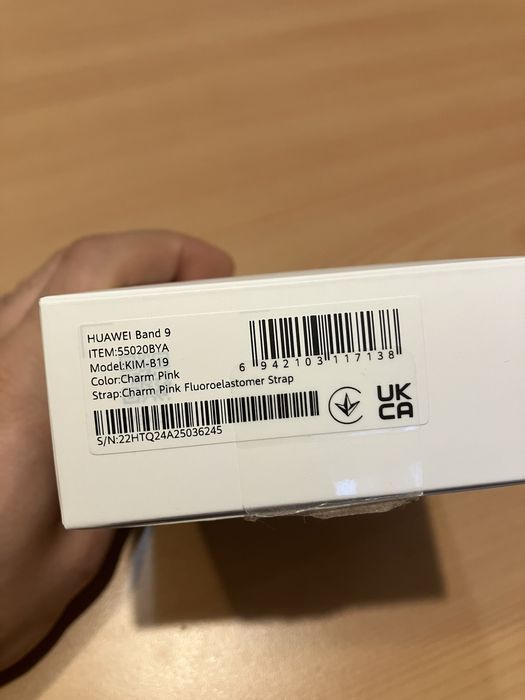 HUAWEI Band 9
ITEM:55020BYA
Model:KIM-B19
Color:Charm Pink
Strap:Charm Pink Fluoroelastomer Strap
6 942103 117138
S/N:22HTQ24A25036245
UK
CA